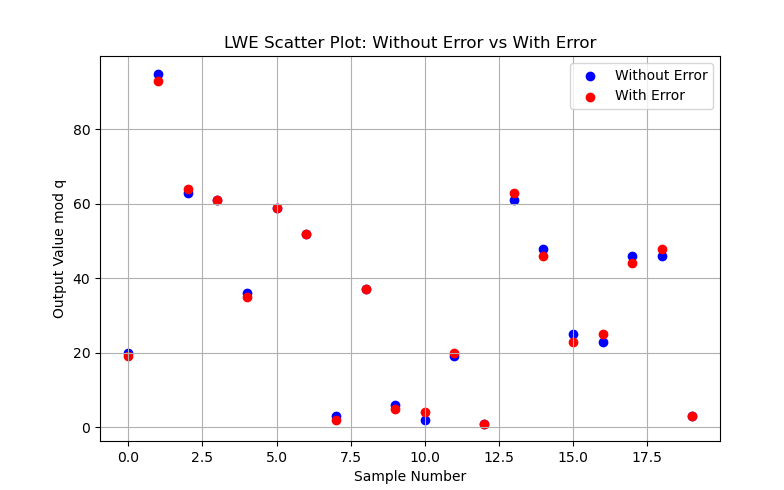 LWE Scatter Plot: Without Error vs With Error
Without Error
With Error
Output Value mod q
80
60
40
20
0
0.0 2.5 5.0 7.5 10.0 12.5 15.0 17.5
Sample Number